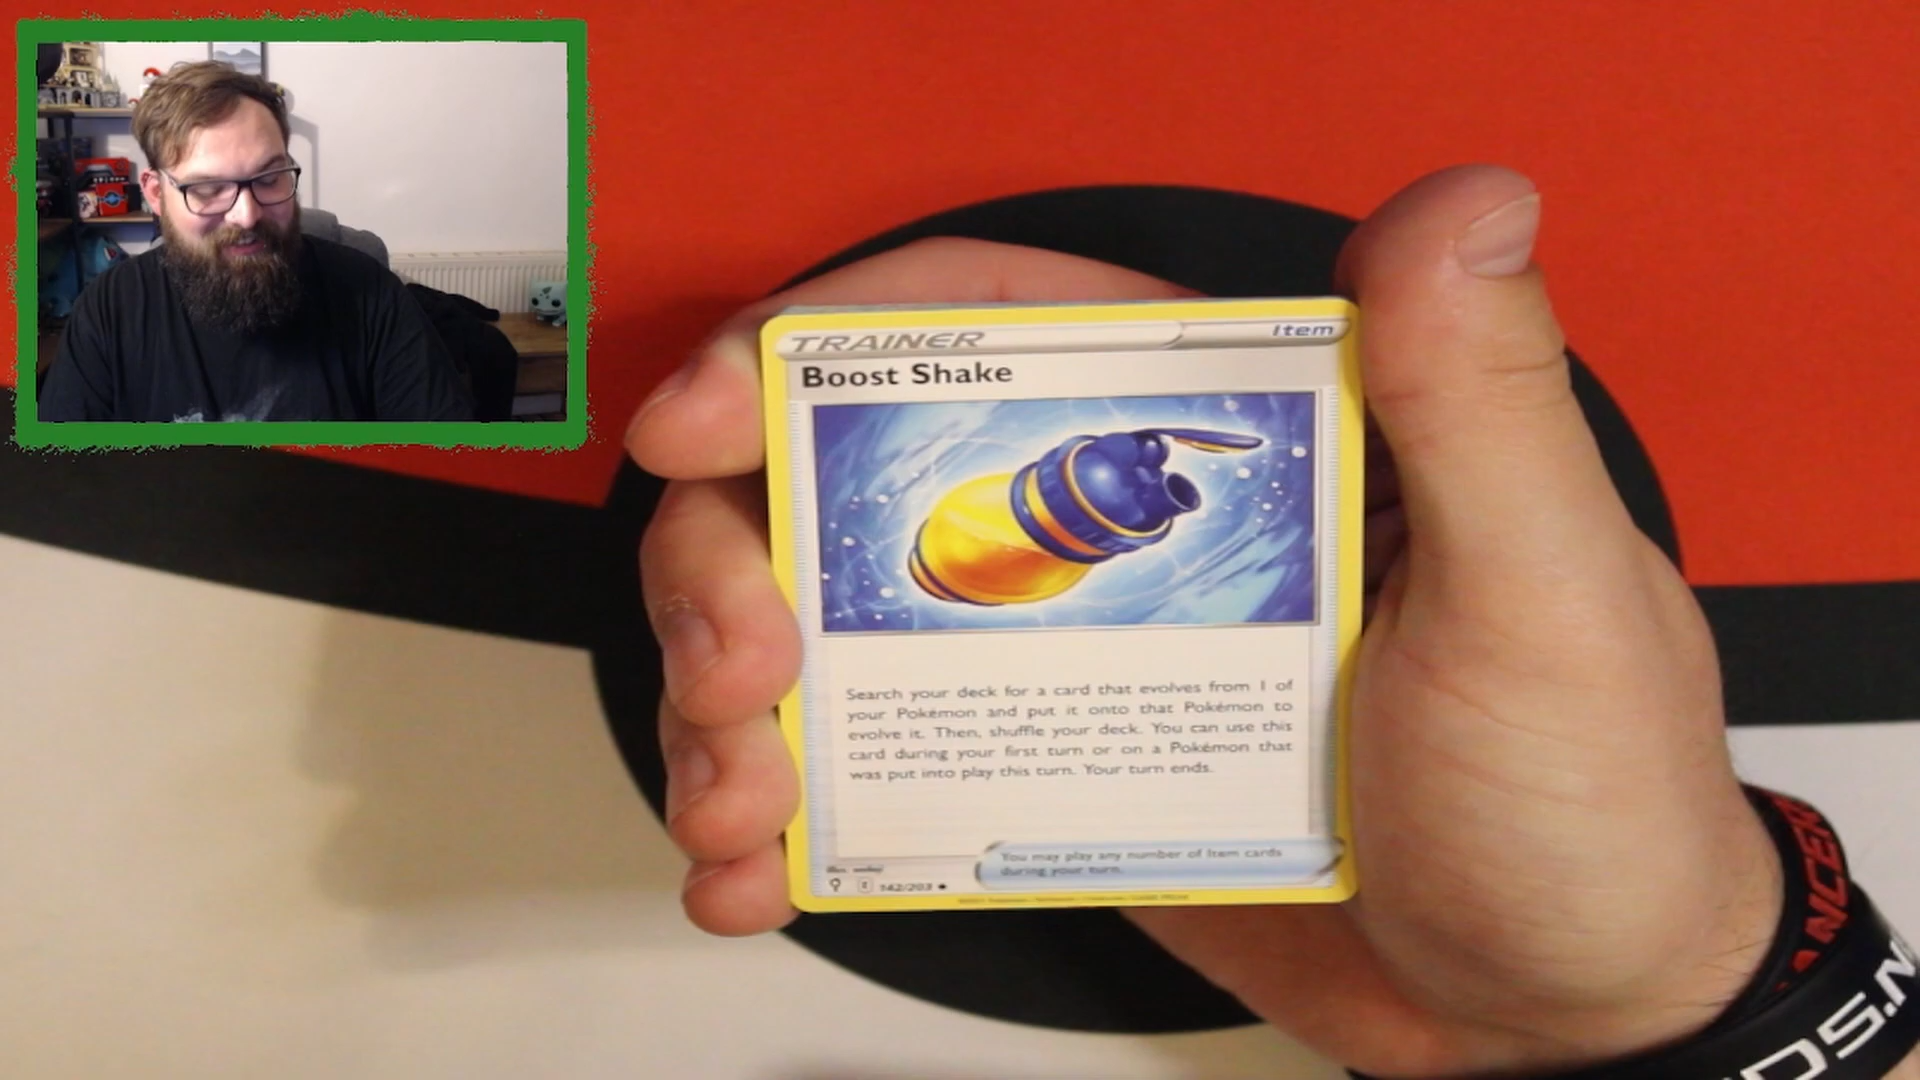 TRAINER
Item
Boost Shake
Search your deck for a card that evolves from 1 of
your Pokémon and put it onto that Pokémon to
evolve it. Then, shuffle your deck. You can use this
card during your first turn or on a Pokémon that
was put into play this turn. Your turn ends.
You may play any number of Item cards
during your turn.
142/203